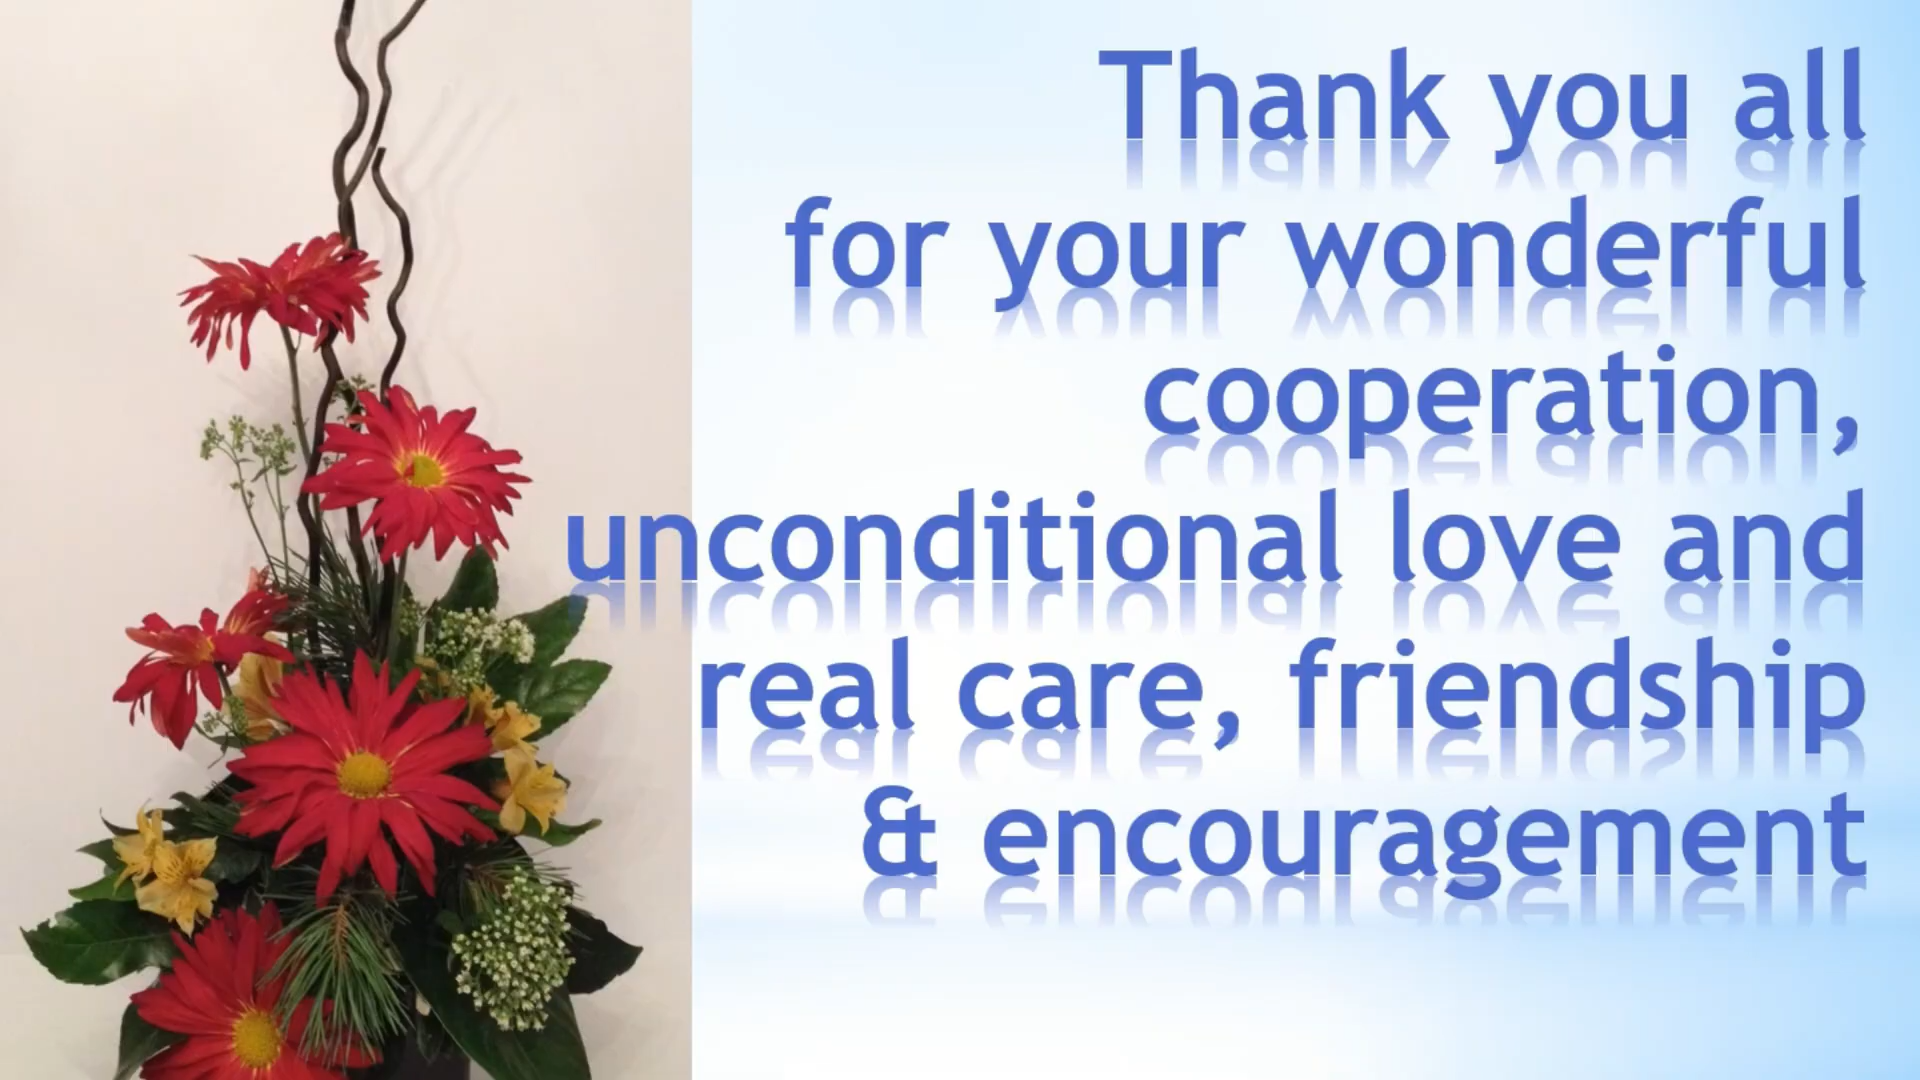 Thank you all
for your wonderful
cooperation,
unconditional love and
real care, friendship
& encouragement